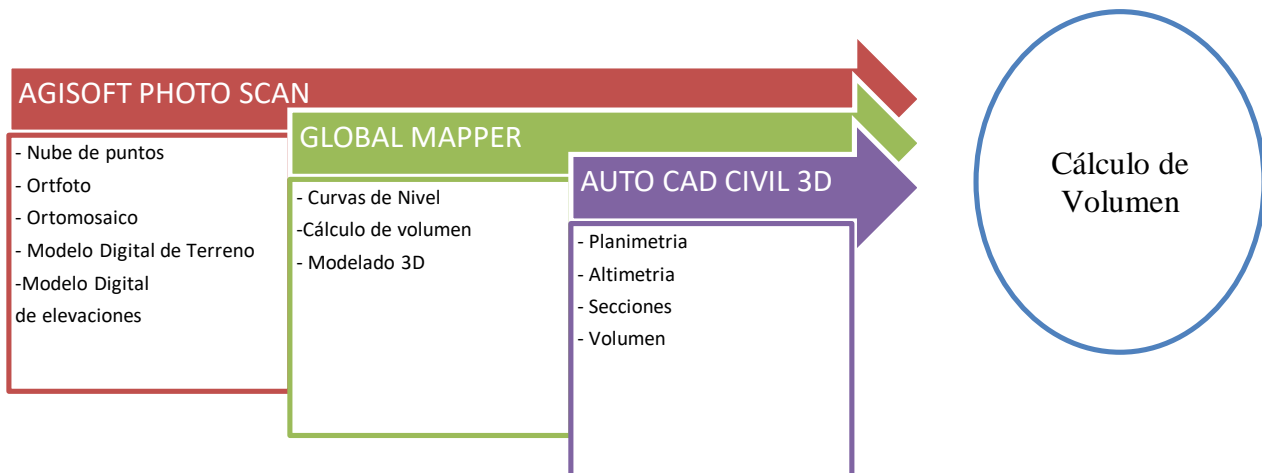 AGISOFT PHOTO SCAN
- Nube de puntos
- Ortfoto
- Ortomosaico
- Modelo Digital de Terreno
-Modelo Digital
de elevaciones
GLOBAL MAPPER
- Curvas de Nivel
-Cálculo de volumen
- Modelado 3D
AUTO CAD CIVIL 3D
- Planimetria
- Altimetria
- Secciones
- Volumen
Cálculo de
Volumen